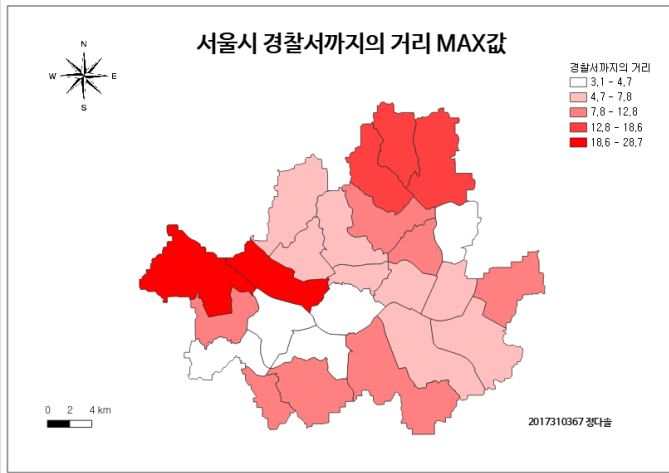 서울시 경찰서까지의 거리 MAX값
N
W E
S
경찰서까지의 거리
3,1 - 4,7
4,7 - 7,8
7,8 - 12,8
12,8 - 18,6
18,6 - 28,7
0 2 4 km
2017310367 정다솔